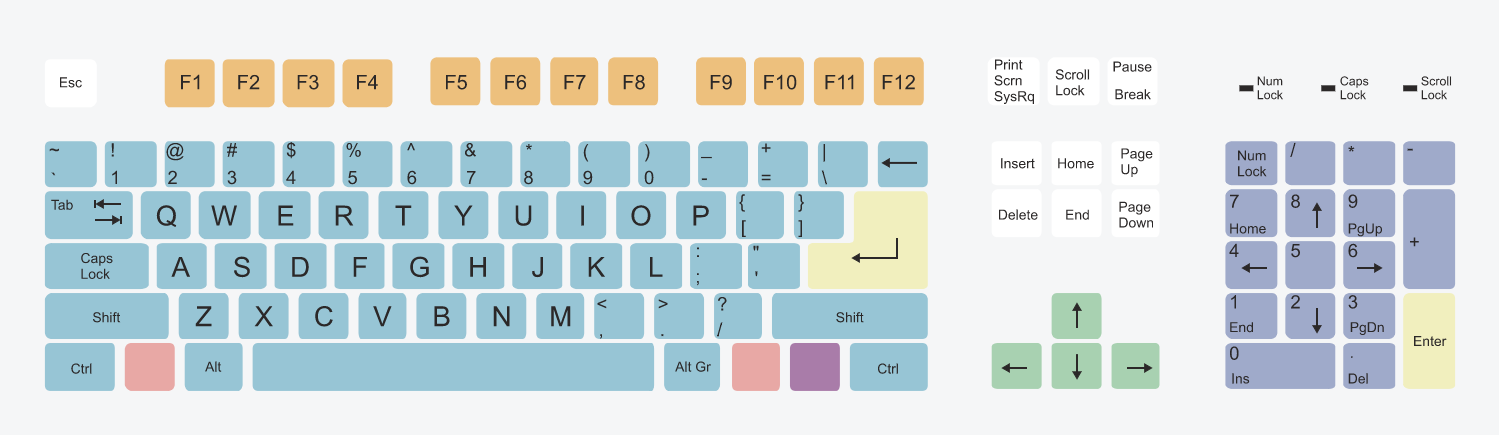 Esc F1 F2 F3 F4 F5 F6 F7 F8 F9 F10 F11 F12
Print
Scrn
SysRq
Scroll
Lock
Pause
Break
Num
Lock
Caps
Lock
Scroll
Lock
~ ! @ # $ % ^ & * ( ) _ + |
` 1 2 3 4 5 6 7 8 9 0 - = \
Insert Home
Page
Up
Num
Lock
/ * -
Tab Q W E R T Y U I O P
{ }
[ ]
Delete End
Page
Down
7 8 9
Home PgUp
+
Caps
Lock
A S D F G H J K L
: "
; '
4 5 6
Shift Z X C V B N M
< > ?
, . /
Shift
1 2 3
End PgDn
Enter
Ctrl Alt Alt Gr Ctrl
0 .
Ins Del